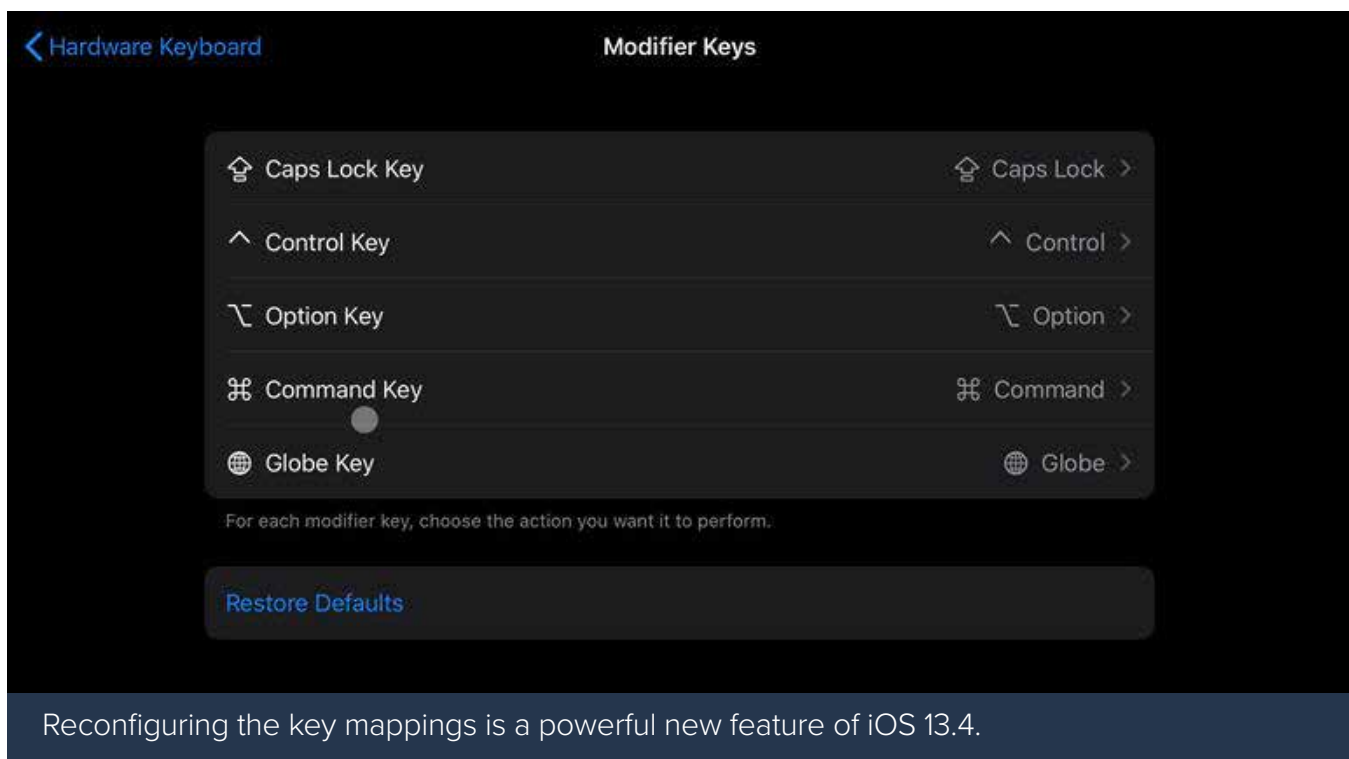 Hardware Keyboard Modifier Keys
Caps Lock Key Caps Lock
Control Key Control
Option Key Option
Command Key Command
Globe Key Globe
For each modifier key, choose the action you want it to perform.
Restore Defaults
Reconfiguring the key mappings is a powerful new feature of iOS 13.4.